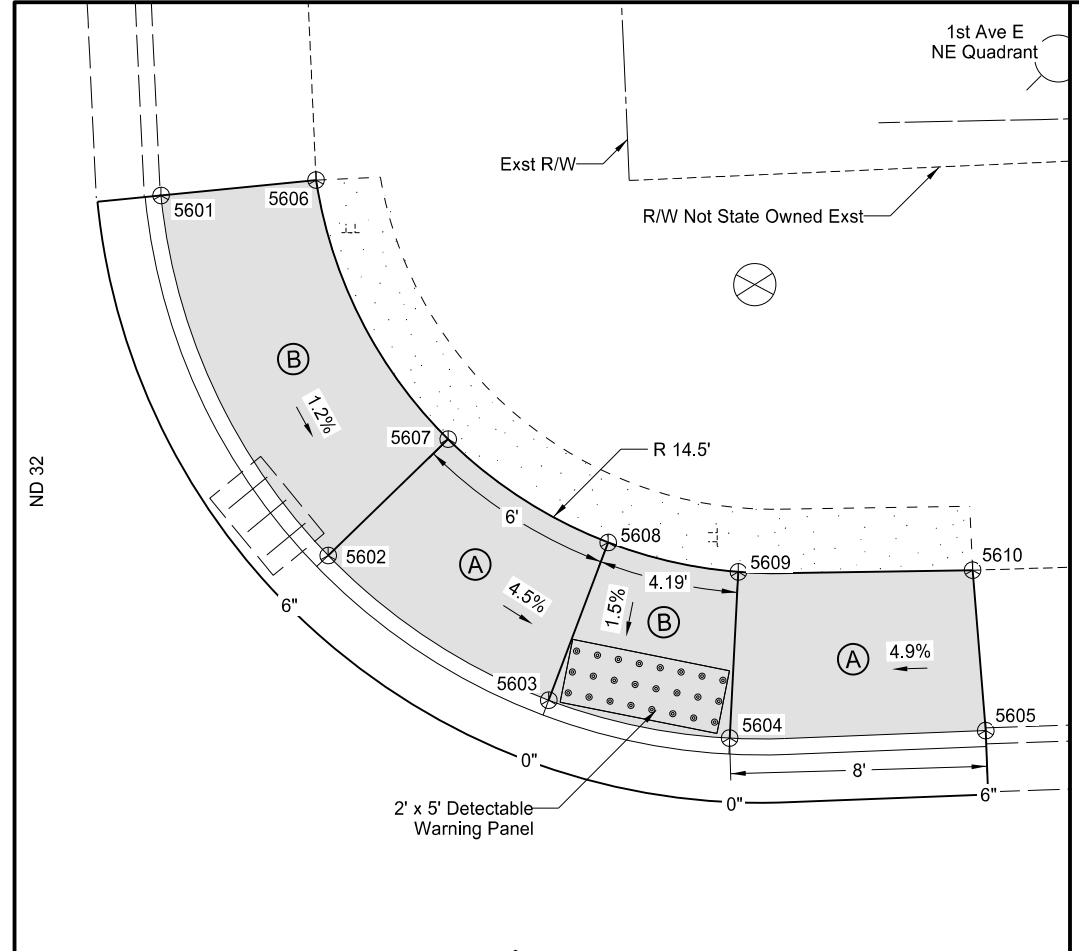 1st Ave E
NE Quadrant
Exst R/W
R/W Not State Owned Exst
5601
5606
B
1.2%
5607
R 14.5'
ND 32
6'
5608
5602
A
5609
5610
4.19'
4.5%
1.5%
B
6"
A
4.9%
5603
5604
5605
8'
0"
0"
6"
2' x 5' Detectable
Warning Panel